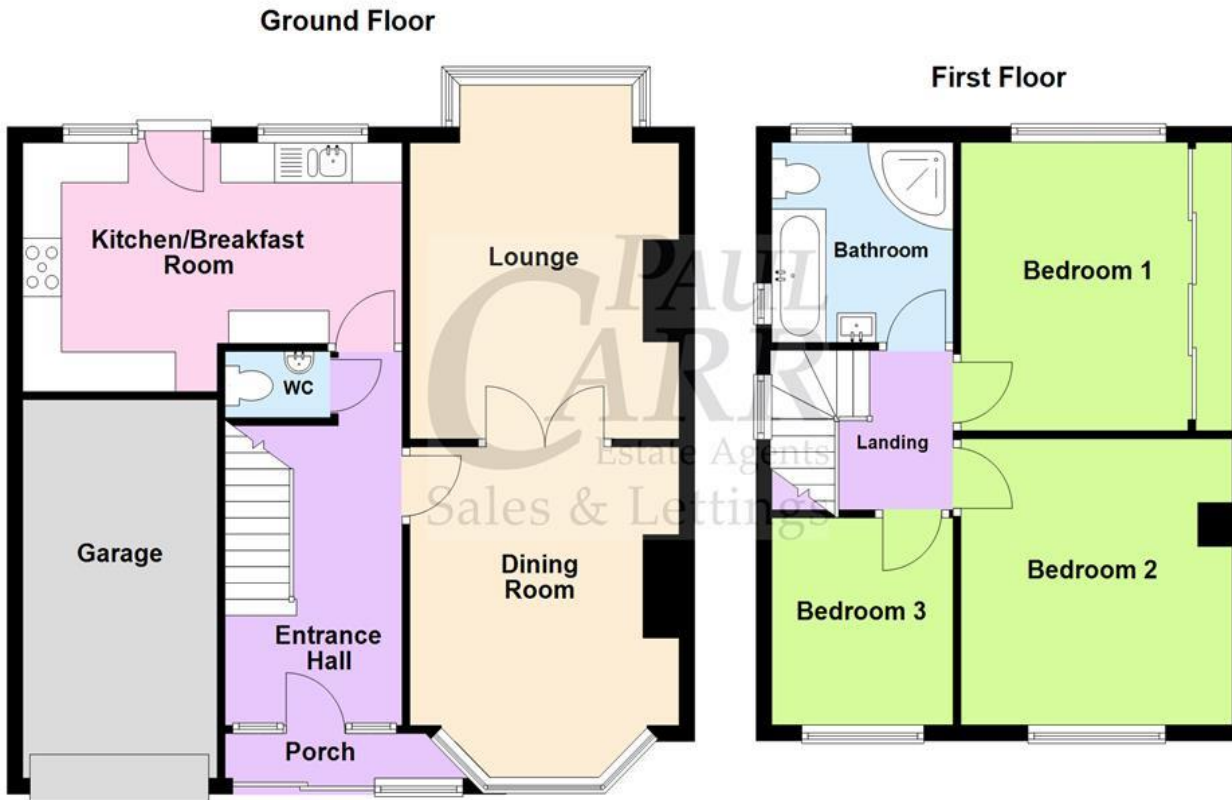 Ground Floor
First Floor
Kitchen/Breakfast
Room
Lounge
Bathroom
Bedroom 1
WC
Landing
PAUL
CARR
Estate Agents
Sales & Lettings
Garage
Dining
Room
Bedroom 2
Bedroom 3
Entrance
Hall
Porch